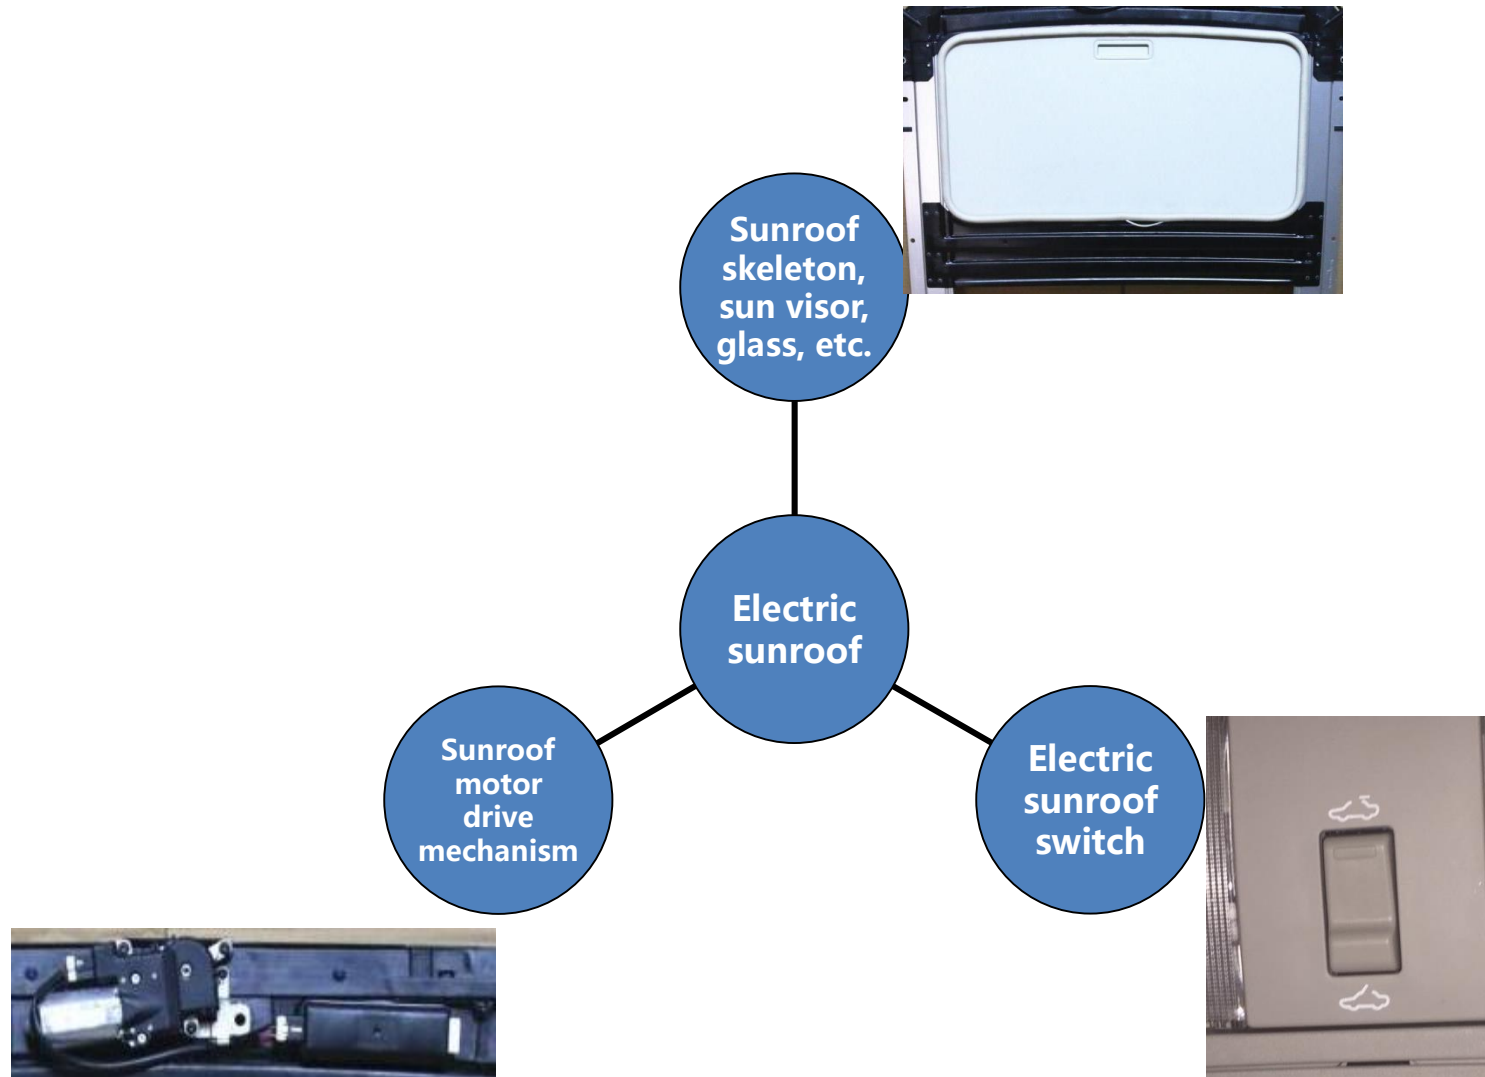 Sunroof
skeleton,
sun visor,
glass, etc.
Electric
sunroof
Sunroof
motor
drive
mechanism
Electric
sunroof
switch